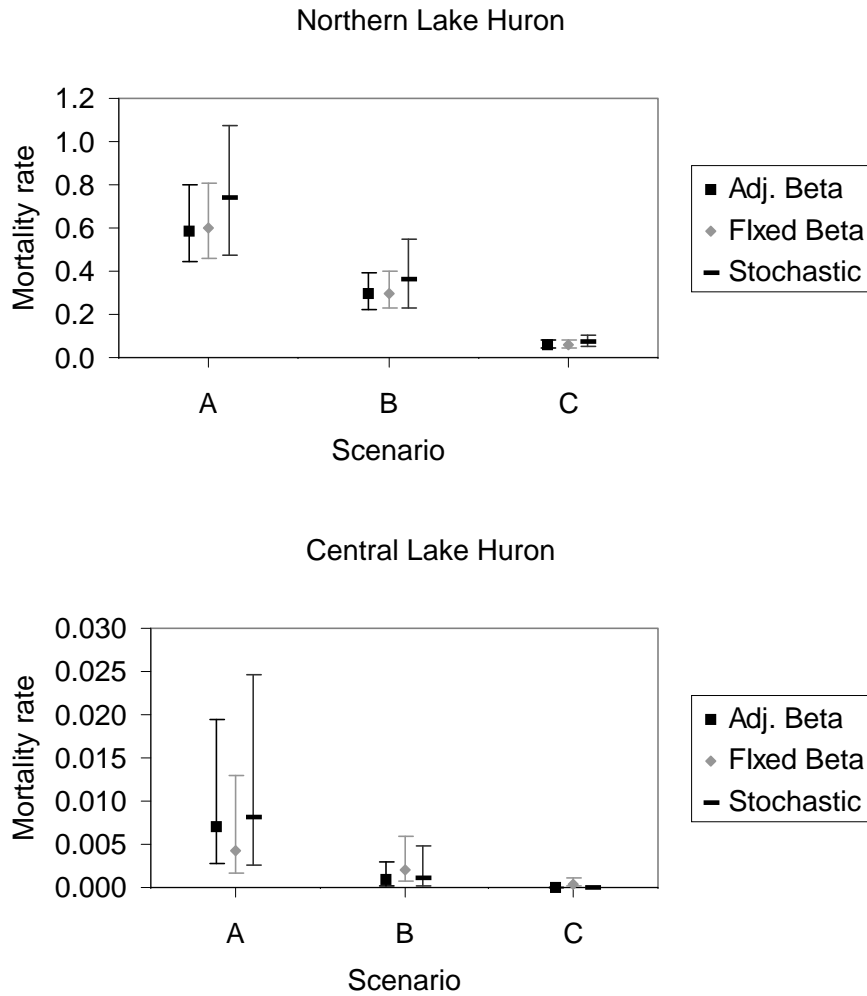 Northern Lake Huron
Mortality rate
1.2
1.0
0.8
0.6
0.4
0.2
0.0
A B C
Scenario
Adj. Beta
FIxed Beta
Stochastic
Central Lake Huron
Mortality rate
0.030
0.025
0.020
0.015
0.010
0.005
0.000
A B C
Scenario
Adj. Beta
FIxed Beta
Stochastic